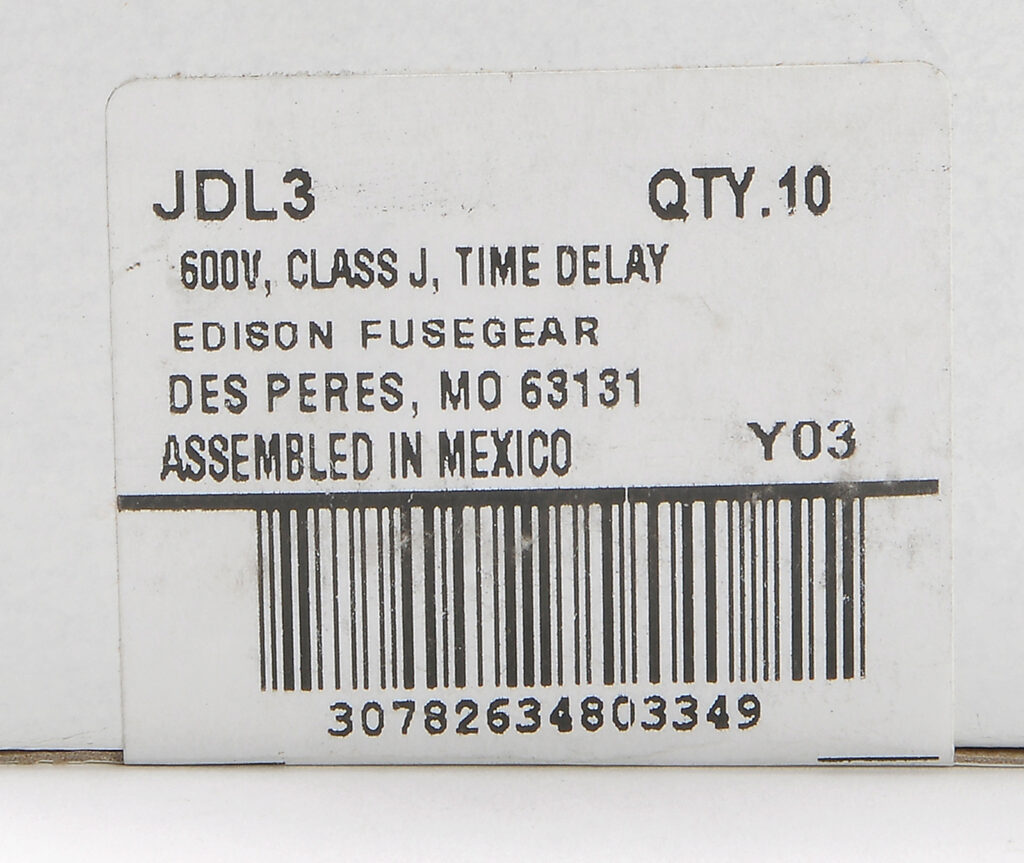 JDL3 QTY.10
600V, CLASS J, TIME DELAY
EDISON FUSEGEAR
DES PERES, MO 63131
ASSEMBLED IN MEXICO Y03
30782634803349